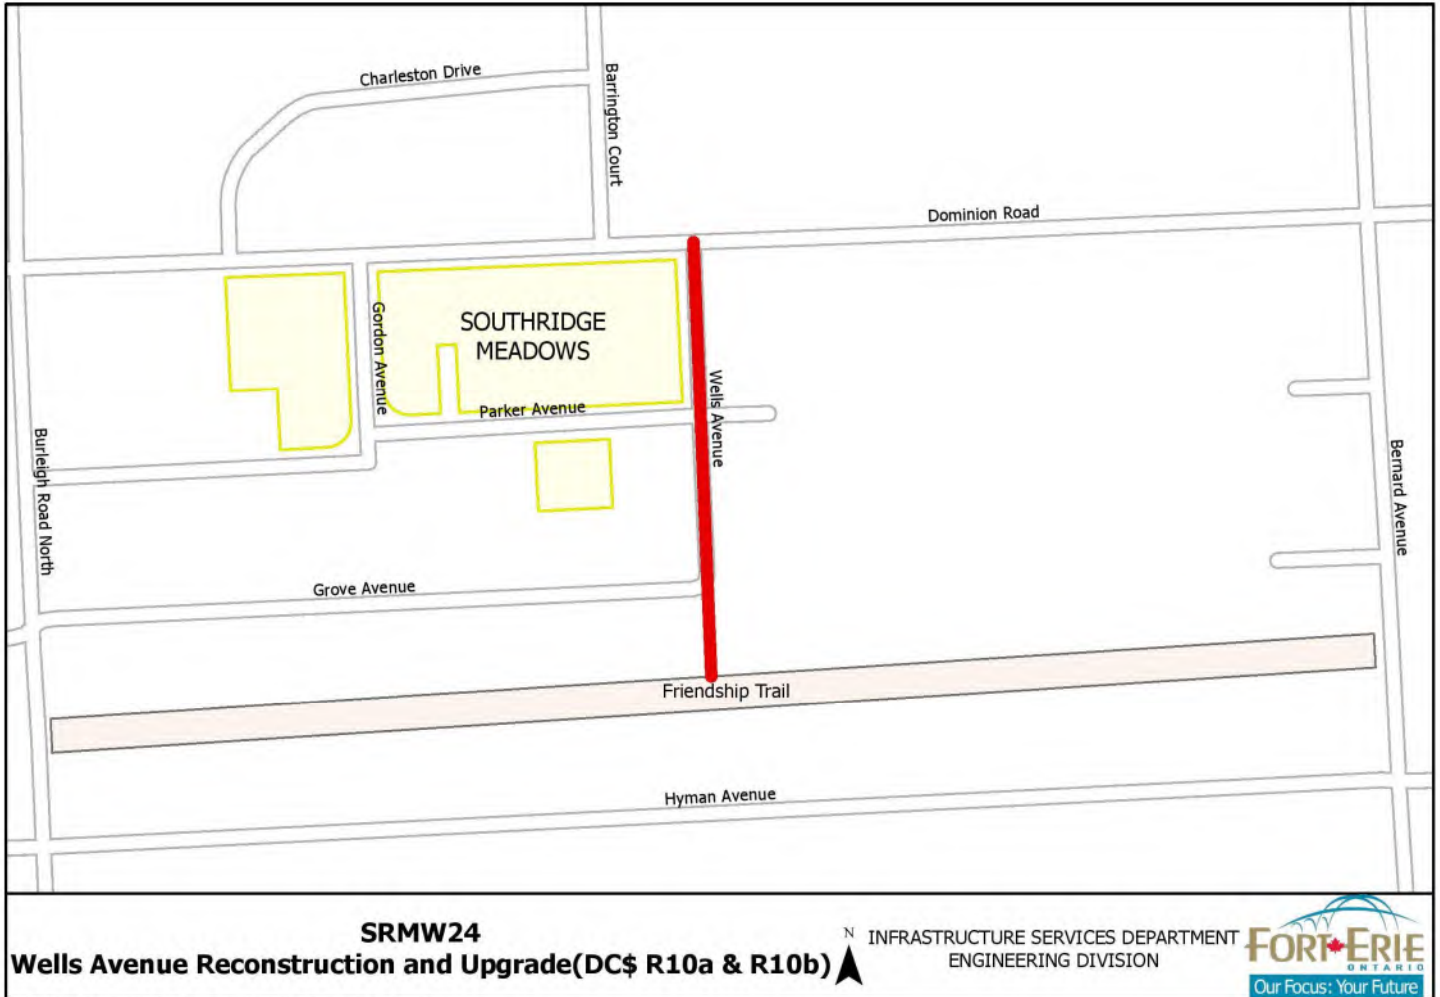 Charleston Drive
Barrington Court
Dominion Road
SOUTHRIDGE
MEADOWS
Gordon Avenue
Wells Avenue
Parker Avenue
Burleigh Road North
Bernard Avenue
Grove Avenue
Friendship Trail
Hyman Avenue
SRMW24
Wells Avenue Reconstruction and Upgrade(DC$ R10a & R10b)
N
INFRASTRUCTURE SERVICES DEPARTMENT
ENGINEERING DIVISION
FORT ERIE
ONTARIO
Our Focus: Your Future